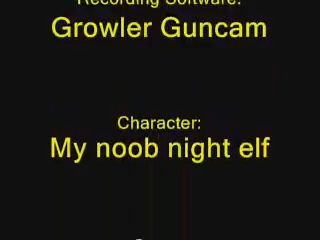 Recording Software:
Growler Guncam
Character:
My noob night elf